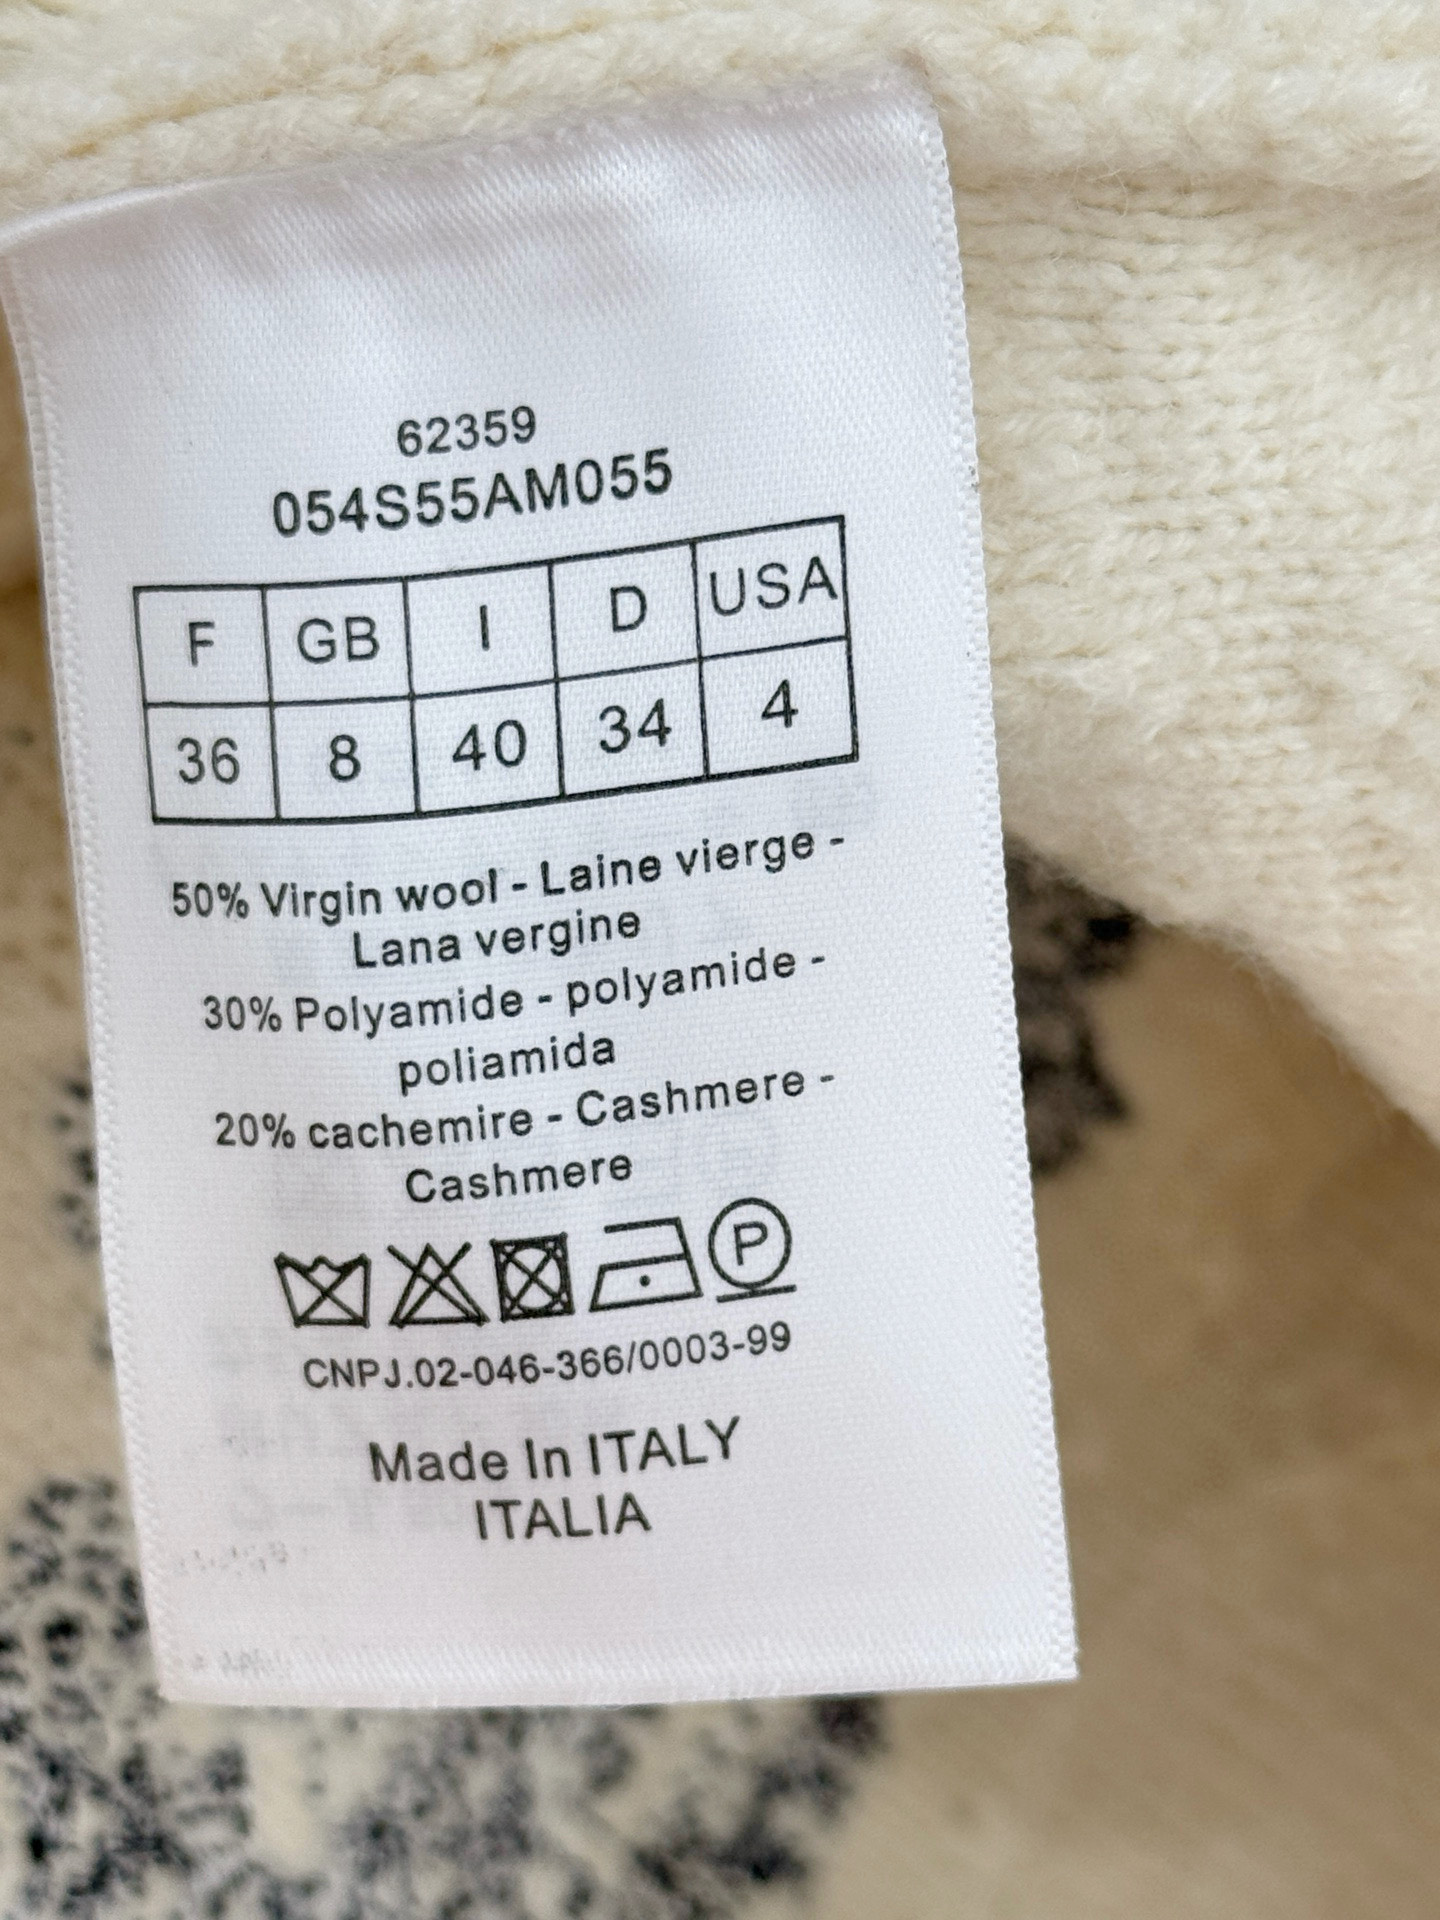 62359
054S55AM055
F GB I D USA
36 8 40 34 4
50% Virgin wool - Laine vierge -
Lana vergine
30% Polyamide - polyamide -
poliamida
20% cachemire - Cashmere -
Cashmere
P
CNPJ.02-046-366/0003-99
Made In ITALY
ITALIA